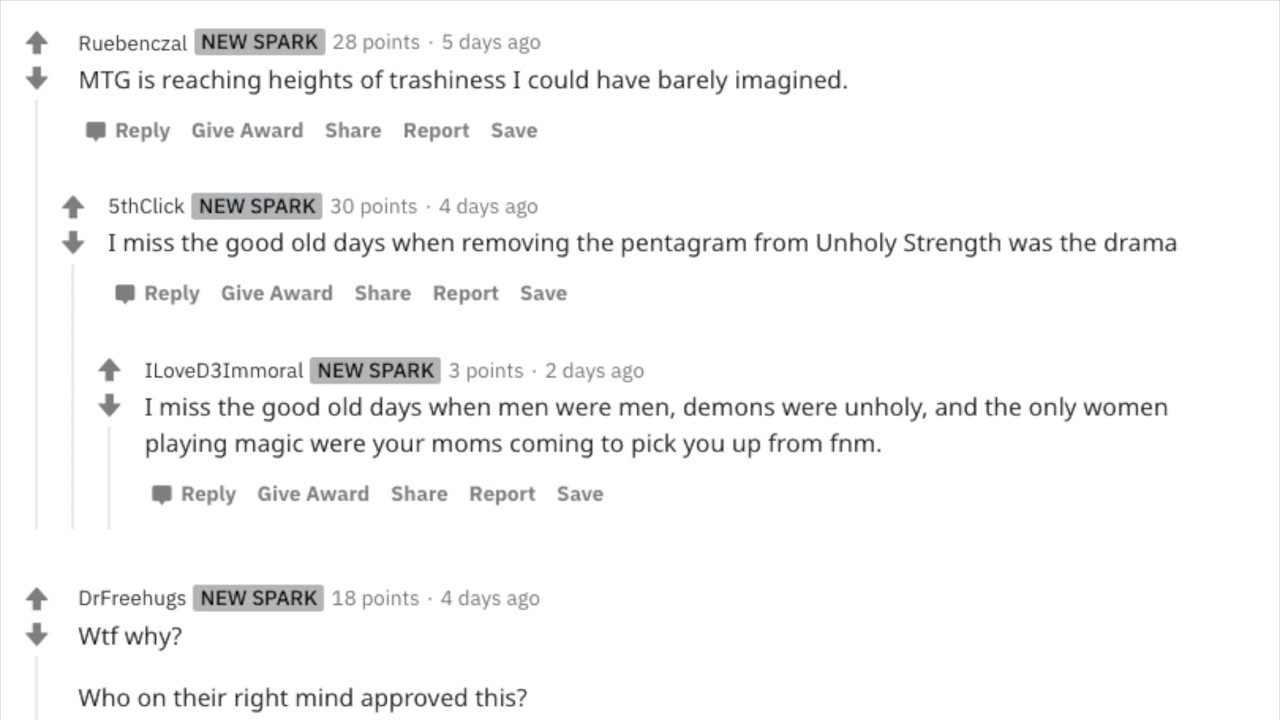 Ruebenczal NEW SPARK 28 points · 5 days ago
MTG is reaching heights of trashiness I could have barely imagined.
Reply Give Award Share Report Save
5thClick NEW SPARK 30 points · 4 days ago
I miss the good old days when removing the pentagram from Unholy Strength was the drama
Reply Give Award Share Report Save
ILoveD3Immoral NEW SPARK 3 points · 2 days ago
I miss the good old days when men were men, demons were unholy, and the only women
playing magic were your moms coming to pick you up from fnm.
Reply Give Award Share Report Save
DrFreehugs NEW SPARK 18 points · 4 days ago
Wtf why?
Who on their right mind approved this?